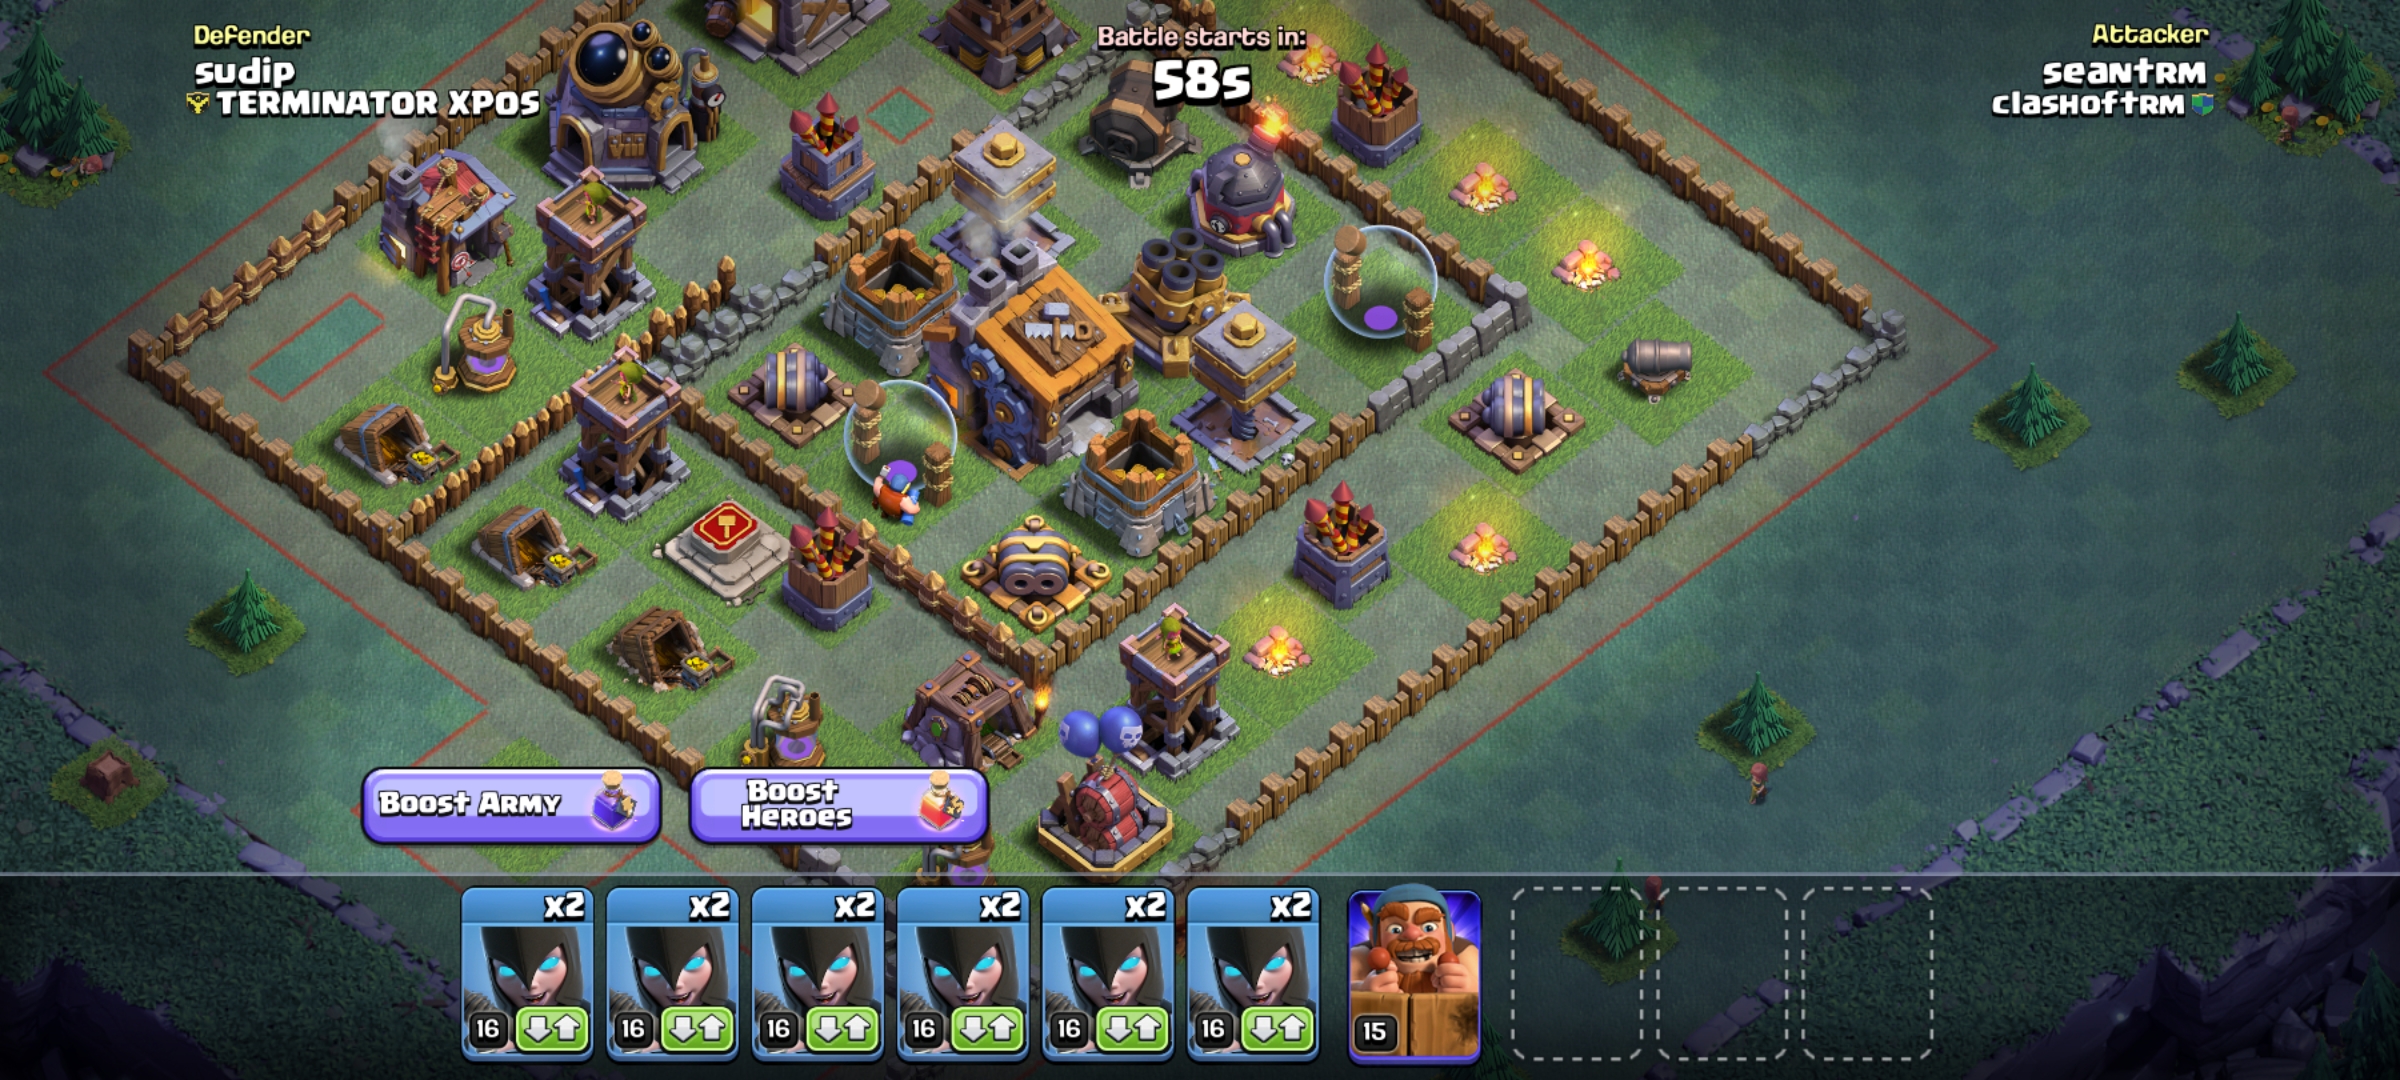 Defender
sudip
TERMINATOR XPOS
Battle starts in:
58s
Attacker
seantRM
clashoftRM
Boost Army
Boost
Heroes
x2
x2
x2
x2
x2
x2
16
16
16
16
16
16
15